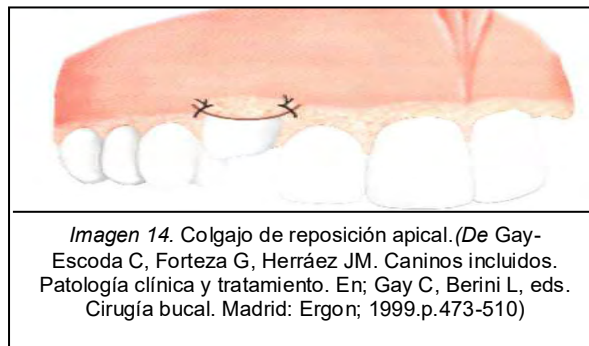 Imagen 14. Colgajo de reposición apical.(De Gay-
Escoda C, Forteza G, Herráez JM. Caninos incluidos.
Patología clínica y tratamiento. En; Gay C, Berini L, eds.
Cirugía bucal. Madrid: Ergon; 1999.p.473-510)